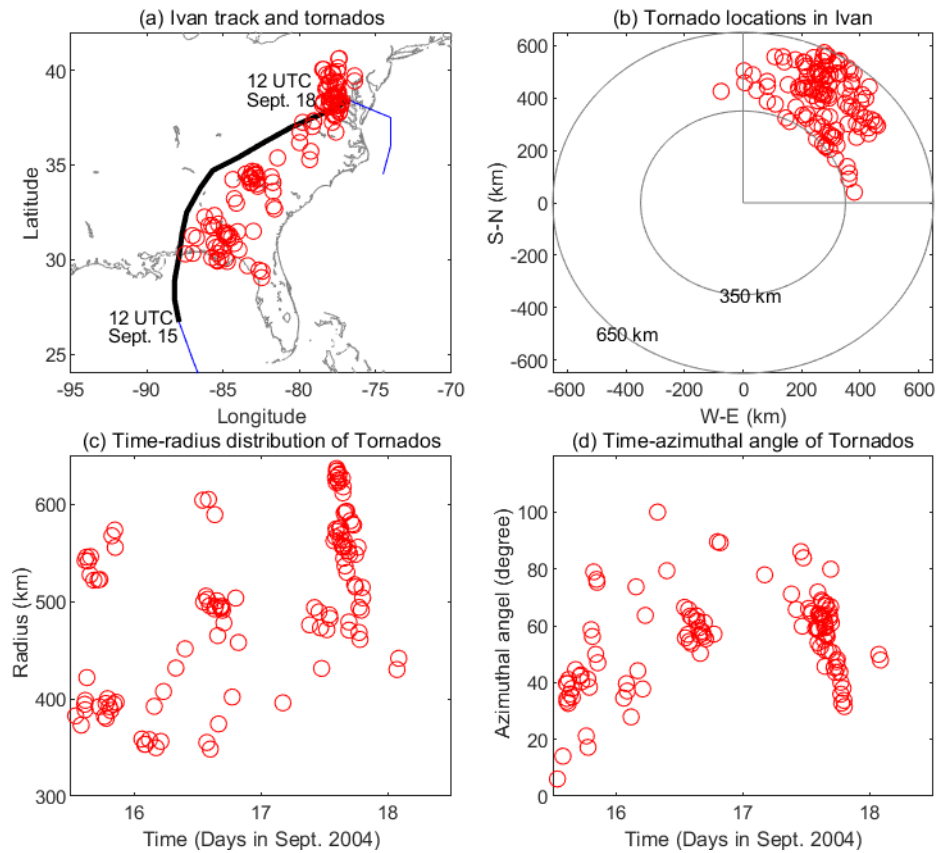 (a) Ivan track and tornados
40
35
30
25
12 UTC
Sept. 18
12 UTC
Sept. 15
-95
-90
-85
-80
-75
-70
Latitude
Longitude
(b) Tornado locations in Ivan
600
400
200
0
-200
-400
-600
350 km
650 km
-600 -400 -200 0 200 400 600
S-N (km)
W-E (km)
(c) Time-radius distribution of Tornados
600
500
400
300
16
17
18
Radius (km)
Time (Days in Sept. 2004)
(d) Time-azimuthal angle of Tornados
100
80
60
40
20
0
16
17
18
Azimuthal angel (degree)
Time (Days in Sept. 2004)